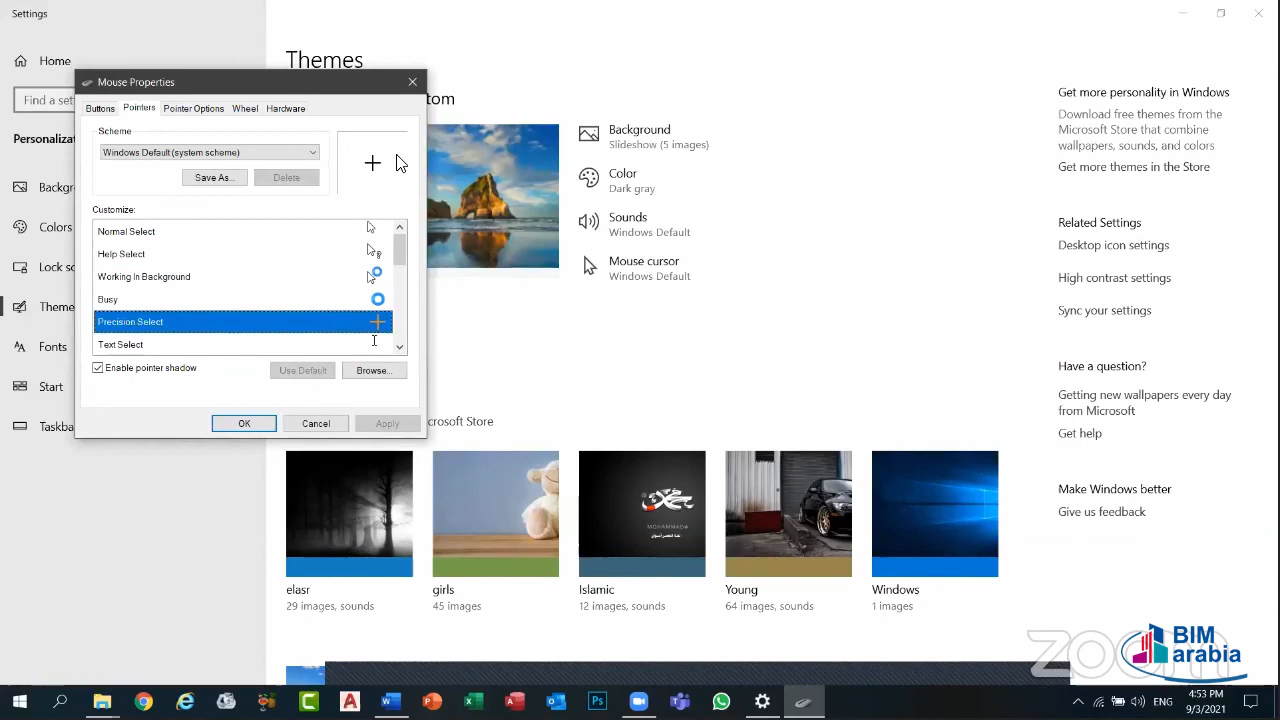 Settings
Home
Find a set
Personalizat
Backgr
Colors
Lock sc
Theme
Fonts
Start
Taskba
Themes
tom
Mouse Properties
Buttons
Pointers
Pointer Options
Wheel
Hardware
Scheme
Windows Default (system scheme)
Save As...
Delete
Customize:
Normal Select
Help Select
Working In Background
Busy
Precision Select
Text Select
Enable pointer shadow
Use Default
Browse...
OK
Cancel
Apply
Background
Slideshow (5 images)
Color
Dark gray
Sounds
Windows Default
Mouse cursor
Windows Default
crosoft Store
MOHAMMADﷺ
elasr
29 images, sounds
girls
45 images
Islamic
12 images, sounds
Young
64 images, sounds
Windows
1 images
Get more personality in Windows
Download free themes from the
Microsoft Store that combine
wallpapers, sounds, and colors
Get more themes in the Store
Related Settings
Desktop icon settings
High contrast settings
Sync your settings
Have a question?
Getting new wallpapers every day
from Microsoft
Get help
Make Windows better
Give us feedback
zoom
BIM
arabia
ENG
4:53 PM
9/3/2021